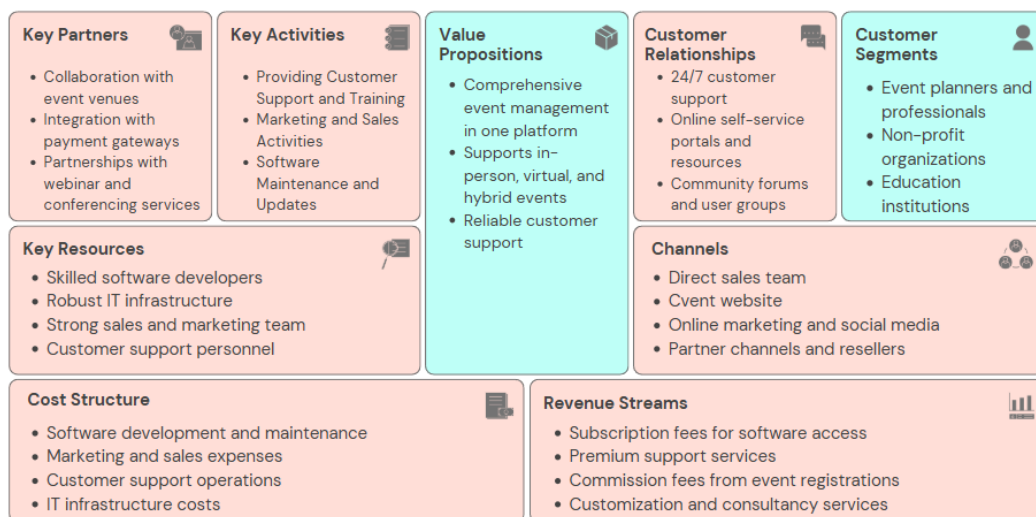 Key Partners
• Collaboration with
event venues
• Integration with
payment gateways
• Partnerships with
webinar and
conferencing services
Key Activities
• Providing Customer
Support and Training
• Marketing and Sales
Activities
• Software
Maintenance and
Updates
Value
Propositions
• Comprehensive
event management
in one platform
• Supports in-
person, virtual, and
hybrid events
• Reliable customer
support
Customer
Relationships
• 24/7 customer
support
• Online self-service
portals and
resources
• Community forums
and user groups
Customer
Segments
• Event planners and
professionals
• Non-profit
organizations
• Education
institutions
Key Resources
• Skilled software developers
• Robust IT infrastructure
• Strong sales and marketing team
• Customer support personnel
Channels
• Direct sales team
• Cvent website
• Online marketing and social media
• Partner channels and resellers
Cost Structure
• Software development and maintenance
• Marketing and sales expenses
• Customer support operations
• IT infrastructure costs
Revenue Streams
• Subscription fees for software access
• Premium support services
• Commission fees from event registrations
• Customization and consultancy services